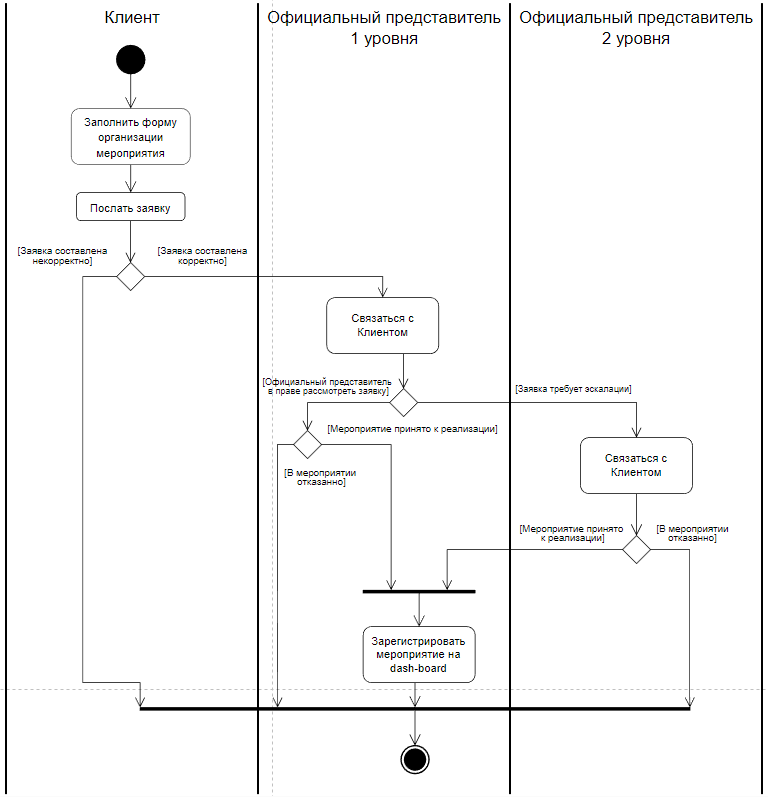 Клиент
Официальный представитель
1 уровня
Официальный представитель
2 уровня
Заполнить форму
организации
мероприятия
Послать заявку
[Заявка составлена
некорректно]
[Заявка составлена
корректно]
Связаться с
Клиентом
[Официальный представитель
в праве рассмотреть заявку]
[Заявка требует эскалации]
[Мероприятие принято к реализации]
[В мероприятии
отказанно]
Связаться с
Клиентом
[Мероприятие принято
к реализации]
[В мероприятии
отказанно]
Зарегистрировать
мероприятие на
dash-board